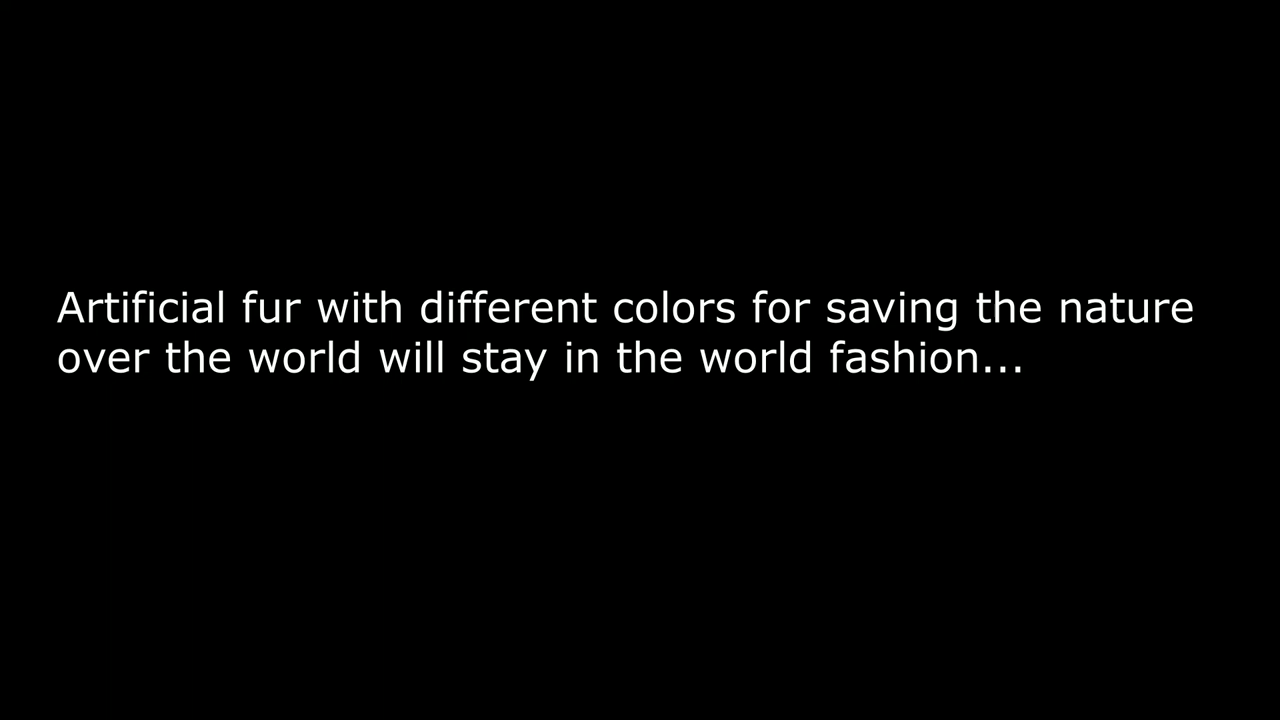 Artificial fur with different colors for saving the nature
over the world will stay in the world fashion...